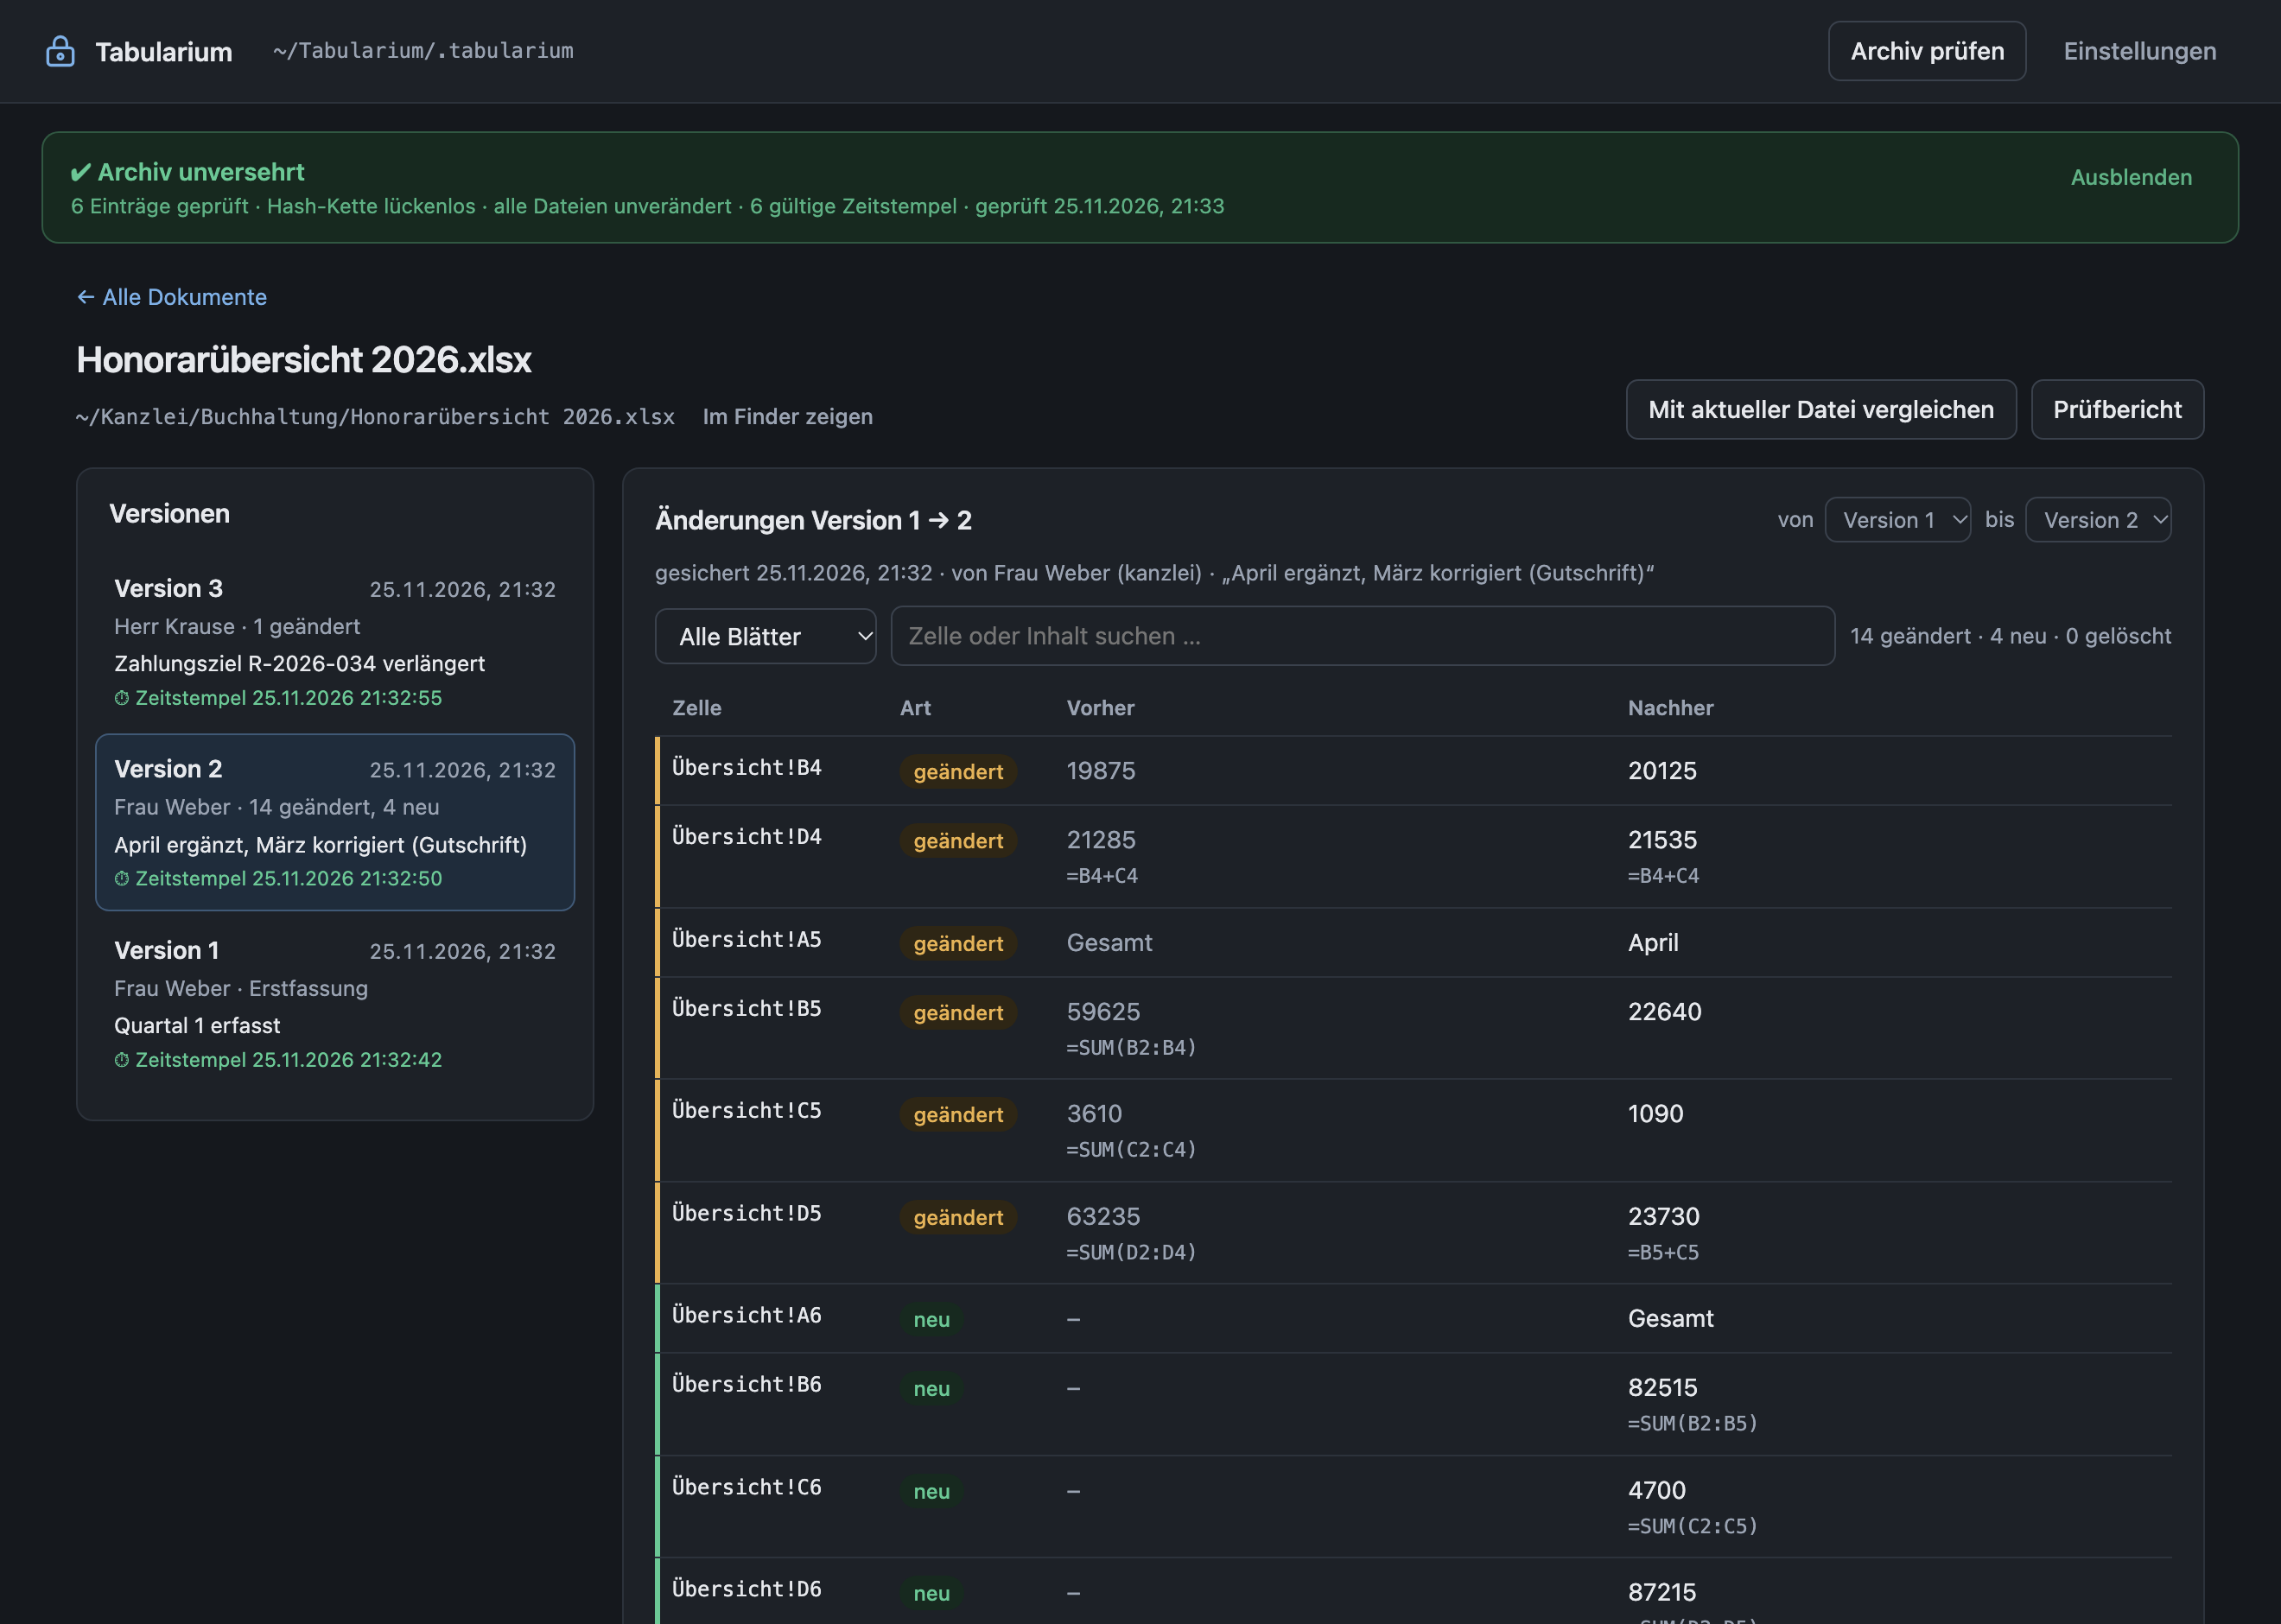 Tabularium ~/Tabularium/.tabularium Archiv prüfen Einstellungen
✔ Archiv unversehrt
6 Einträge geprüft · Hash-Kette lückenlos · alle Dateien unverändert · 6 gültige Zeitstempel · geprüft 25.11.2026, 21:33
Ausblenden
← Alle Dokumente
Honorarübersicht 2026.xlsx
~/Kanzlei/Buchhaltung/Honorarübersicht 2026.xlsx Im Finder zeigen
Mit aktueller Datei vergleichen Prüfbericht
Versionen
Version 3 25.11.2026, 21:32
Herr Krause · 1 geändert
Zahlungsziel R-2026-034 verlängert
⏱ Zeitstempel 25.11.2026 21:32:55
Version 2 25.11.2026, 21:32
Frau Weber · 14 geändert, 4 neu
April ergänzt, März korrigiert (Gutschrift)
⏱ Zeitstempel 25.11.2026 21:32:50
Version 1 25.11.2026, 21:32
Frau Weber · Erstfassung
Quartal 1 erfasst
⏱ Zeitstempel 25.11.2026 21:32:42
Änderungen Version 1 → 2
von Version 1 bis Version 2
gesichert 25.11.2026, 21:32 · von Frau Weber (kanzlei) · „April ergänzt, März korrigiert (Gutschrift)“
Alle Blätter Zelle oder Inhalt suchen ... 14 geändert · 4 neu · 0 gelöscht
Zelle Art Vorher Nachher
Übersicht!B4 geändert 19875 20125
Übersicht!D4 geändert 21285 21535
=B4+C4 =B4+C4
Übersicht!A5 geändert Gesamt April
Übersicht!B5 geändert 59625 22640
=SUM(B2:B4)
Übersicht!C5 geändert 3610 1090
=SUM(C2:C4)
Übersicht!D5 geändert 63235 23730
=SUM(D2:D4) =B5+C5
Übersicht!A6 neu – Gesamt
Übersicht!B6 neu – 82515
=SUM(B2:B5)
Übersicht!C6 neu – 4700
=SUM(C2:C5)
Übersicht!D6 neu – 87215